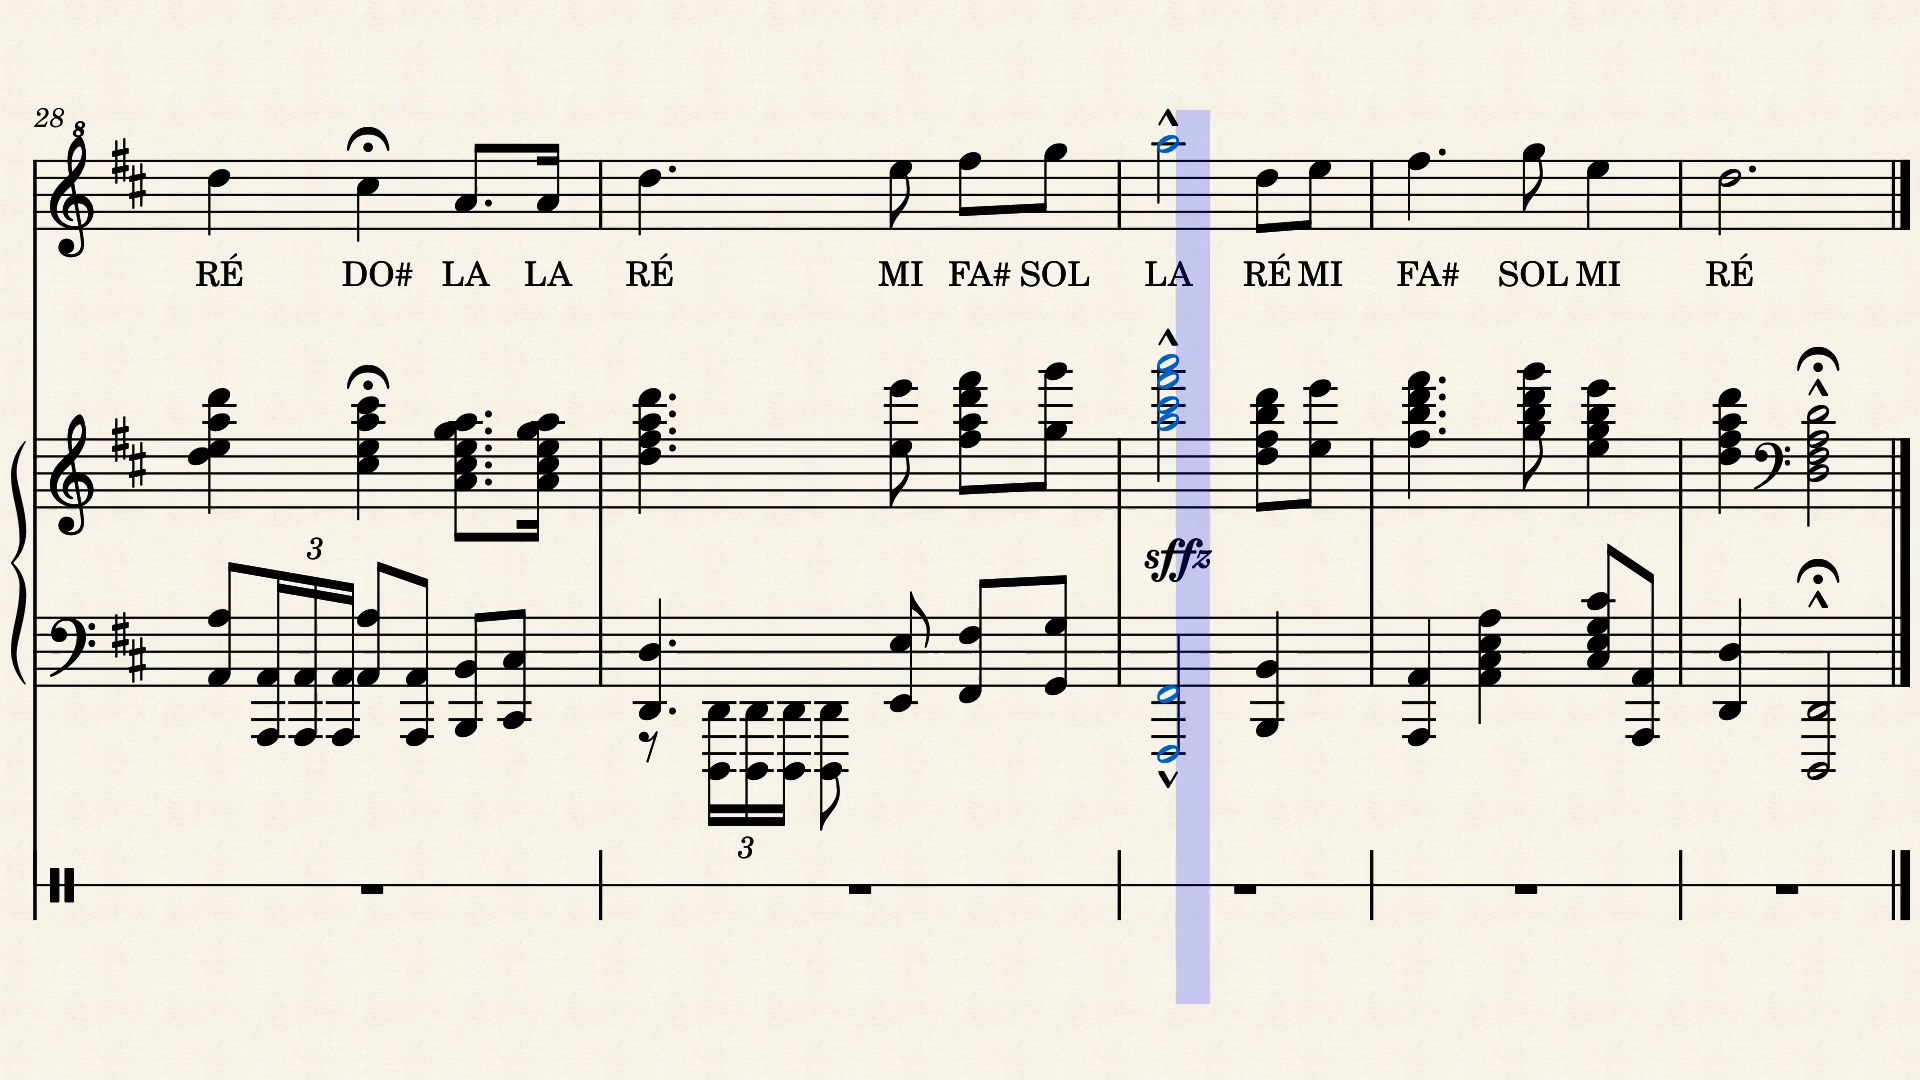 28
8
RÉ DO# LA LA RÉ MI FA# SOL LA RÉ MI FA# SOL MI RÉ
3
sffz
3